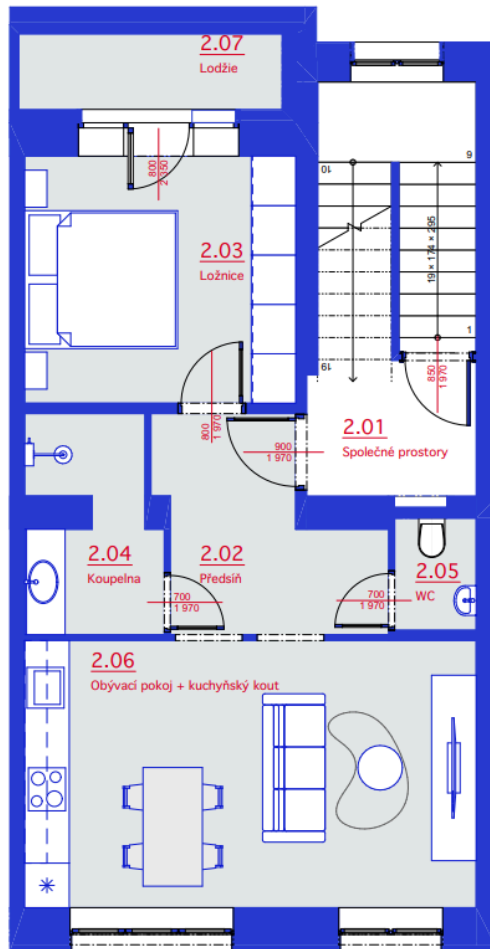 2.07
Lodžie
800
2 350
10
9
19 × 174 × 295
2.03
Ložnice
1
19
850
1 970
800
1 970
900
1 970
2.01
Společné prostory
2.04
Koupelna
2.02
Předsíň
2.05
WC
700
1 970
700
1 970
2.06
Obývací pokoj + kuchyňský kout